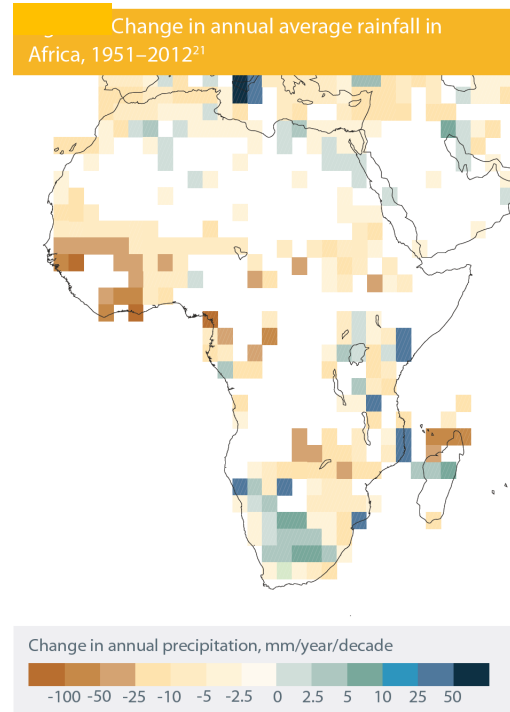 Change in annual average rainfall in
Africa, 1951–2012²¹
Change in annual precipitation, mm/year/decade
-100 -50 -25 -10 -5 -2.5 0 2.5 5 10 25 50